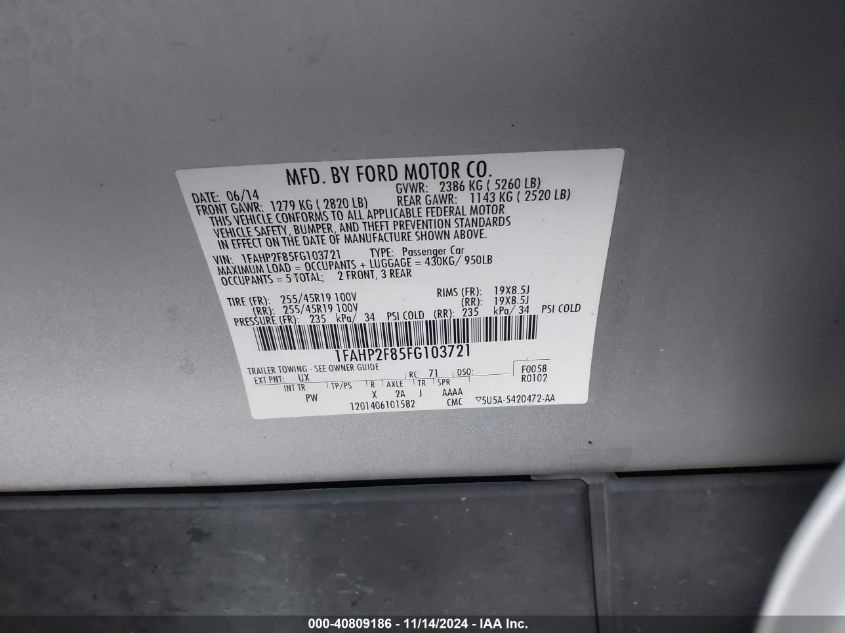 MFD. BY FORD MOTOR CO.
DATE: 06/14 GVWR: 2386 KG ( 5260 LB)
FRONT GAWR: 1279 KG ( 2820 LB) REAR GAWR: 1143 KG ( 2520 LB)
THIS VEHICLE CONFORMS TO ALL APPLICABLE FEDERAL MOTOR
VEHICLE SAFETY, BUMPER, AND THEFT PREVENTION STANDARDS
IN EFFECT ON THE DATE OF MANUFACTURE SHOWN ABOVE.
VIN: 1FAHP2F85FG103721 TYPE: Passenger Car
MAXIMUM LOAD = OCCUPANTS + LUGGAGE = 430KG/ 950LB
OCCUPANTS = 5 TOTAL; 2 FRONT, 3 REAR
TIRE (FR): 255/45R19 100V RIMS (FR): 19X8.5J
(RR): 255/45R19 100V (RR): 19X8.5J
PRESSURE (FR): 235 kPa/ 34 PSI COLD (RR): 235 kPa/ 34 PSI COLD
1FAHP2F85FG103721
TRAILER TOWING - SEE OWNER GUIDE
EXT PNT: UX RC: 71 DSO: F0058
R0102
INT TR TP/PS R AXLE TR SPR
PW X 2A J AAAA
1201406101582 CMC ▽5U5A-5420472-AA
000-40809186 - 11/14/2024 - IAA Inc.